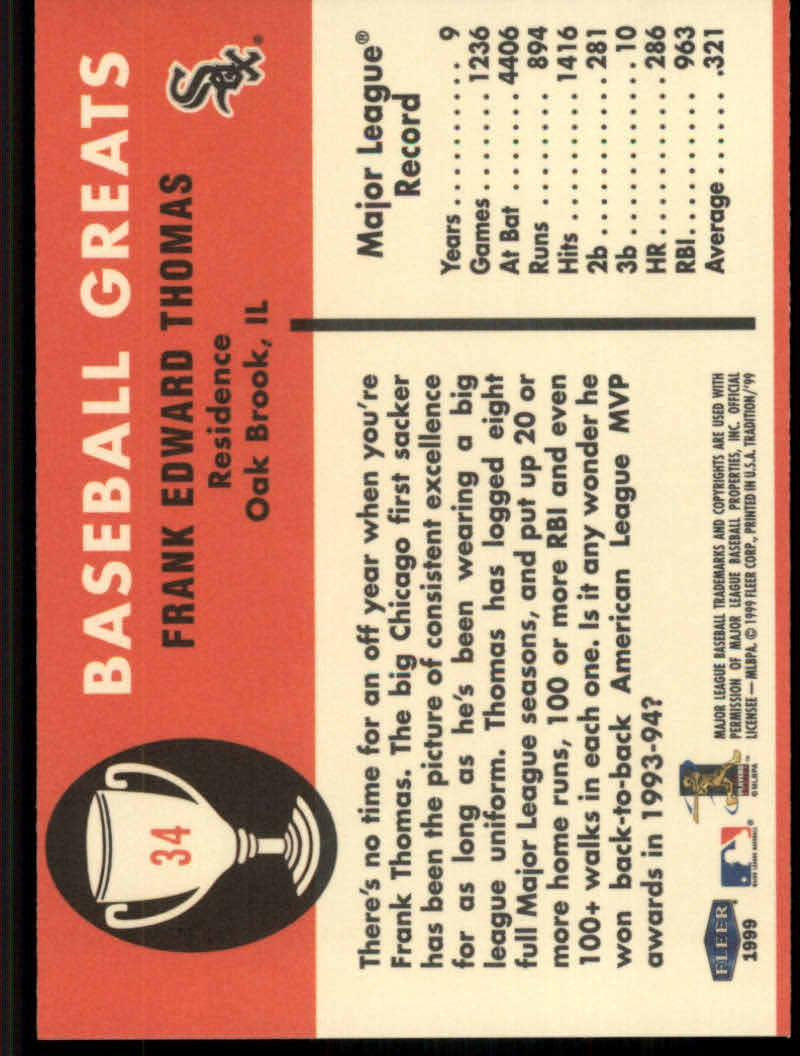 34
BASEBALL GREATS
FRANK EDWARD THOMAS
Residence
Oak Brook, IL
Sox
There's no time for an off year when you're
Frank Thomas. The big Chicago first sacker
has been the picture of consistent excellence
for as long as he's been wearing a big
league uniform. Thomas has logged eight
full Major League seasons, and put up 20 or
more home runs, 100 or more RBI and even
100+ walks in each one. Is it any wonder he
won back-to-back American League MVP
awards in 1993-94?
Major League®
Record
Years . . . . . . . . . . 9
Games . . . . . . . 1236
At Bat . . . . . . . 4406
Runs . . . . . . . . . 894
Hits . . . . . . . . . 1416
2b . . . . . . . . . . . 281
3b . . . . . . . . . . . . 10
HR . . . . . . . . . . . 286
RBI. . . . . . . . . . . 963
Average . . . . . . .321
FLEER
1999
MAJOR LEAGUE BASEBALL
©MLBPA
MAJOR LEAGUE BASEBALL TRADEMARKS AND COPYRIGHTS ARE USED WITH
PERMISSION OF MAJOR LEAGUE BASEBALL PROPERTIES, INC. OFFICIAL
LICENSEE — MLBPA. © 1999 FLEER CORP., PRINTED IN U.S.A. TRADITION/'99